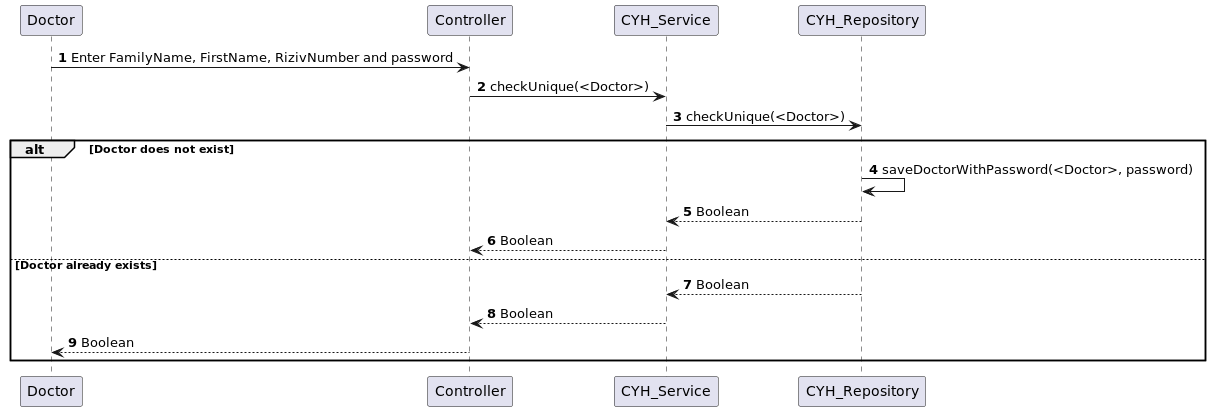 Doctor Controller CYH_Service CYH_Repository
1 Enter FamilyName, FirstName, RizivNumber and password
2 checkUnique(<Doctor>)
3 checkUnique(<Doctor>)
alt [Doctor does not exist]
4 saveDoctorWithPassword(<Doctor>, password)
5 Boolean
6 Boolean
[Doctor already exists]
7 Boolean
8 Boolean
9 Boolean
Doctor Controller CYH_Service CYH_Repository